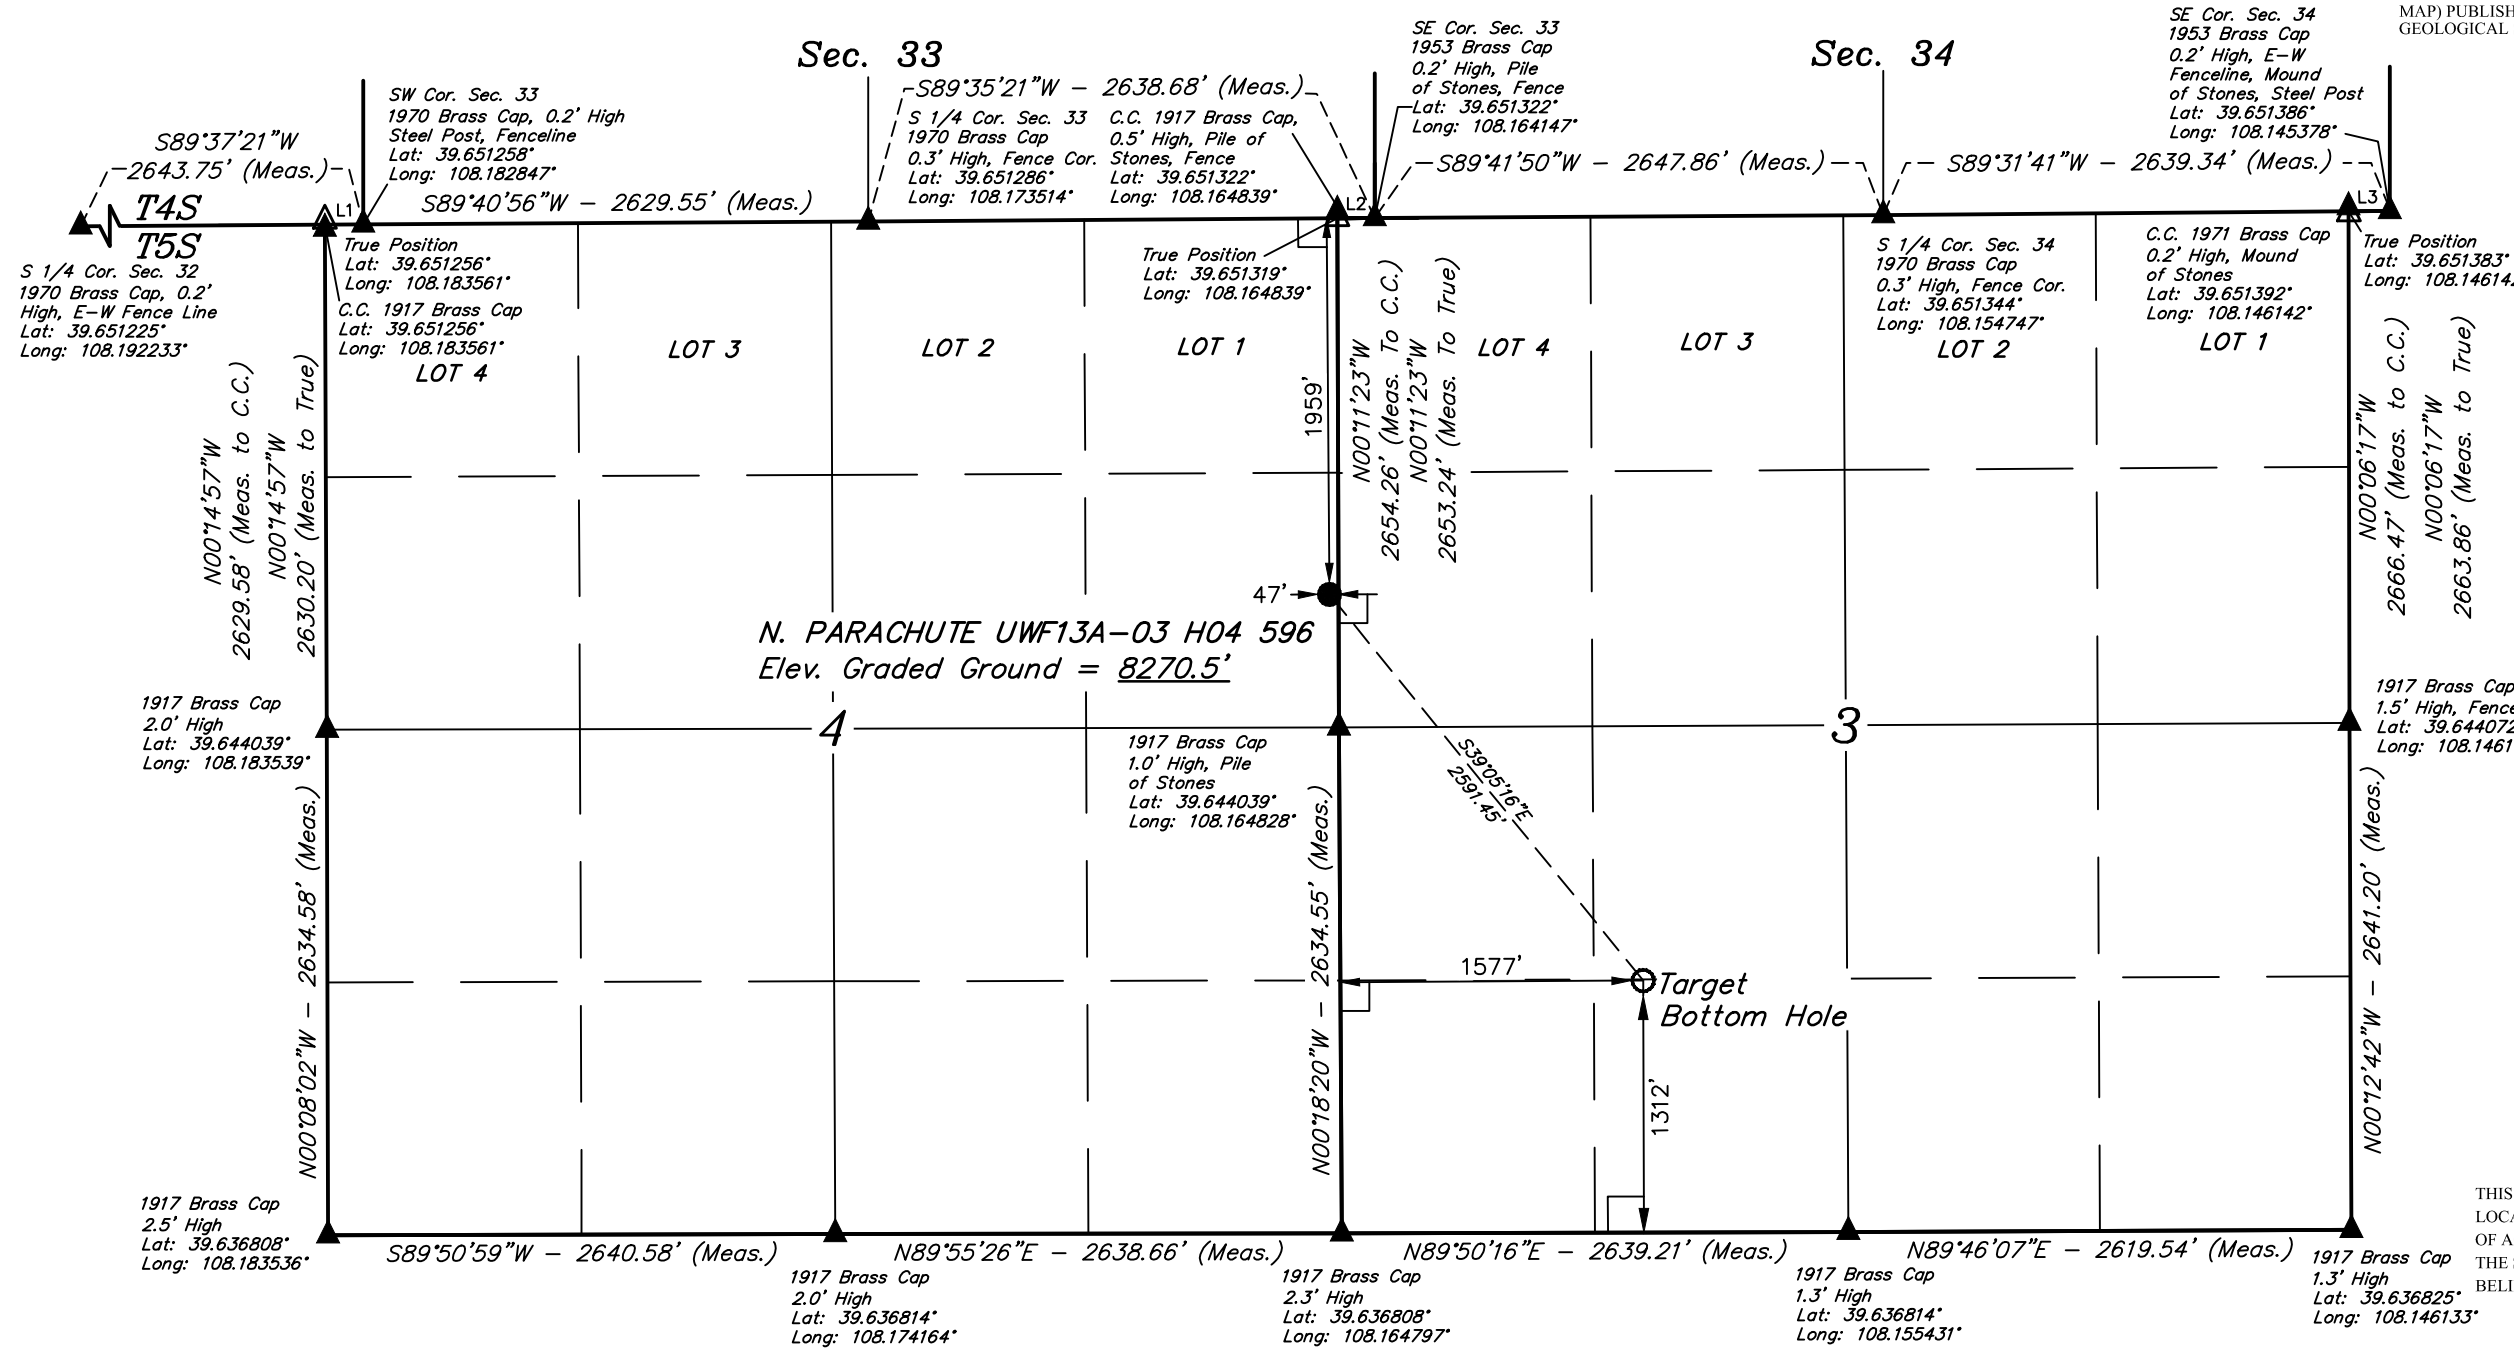 MAP) PUBLISH
GEOLOGICAL
Sec. 33
Sec. 34
S89°37'21"W
2643.75' (Meas.)
T4S
T5S
S 1/4 Cor. Sec. 32
1970 Brass Cap, 0.2'
High, E-W Fence Line
Lat: 39.651225°
Long: 108.192233°
SW Cor. Sec. 33
1970 Brass Cap, 0.2' High
Steel Post, Fenceline
Lat: 39.651258°
Long: 108.182847°
L1
S89°40'56"W - 2629.55' (Meas.)
True Position
Lat: 39.651256°
Long: 108.183561°
C.C. 1917 Brass Cap
Lat: 39.651256°
Long: 108.183561°
S89°35'21"W - 2638.68' (Meas.)
S 1/4 Cor. Sec. 33
1970 Brass Cap
0.3' High, Fence Cor.
Lat: 39.651286°
Long: 108.173514°
C.C. 1917 Brass Cap,
0.5' High, Pile of
Stones, Fence
Lat: 39.651322°
Long: 108.164839°
L2
True Position
Lat: 39.651319°
Long: 108.164839°
SE Cor. Sec. 33
1953 Brass Cap
0.2' High, Pile
of Stones, Fence
Lat: 39.651322°
Long: 108.164147°
S89°41'50"W - 2647.86' (Meas.)
S89°31'41"W - 2639.34' (Meas.)
S 1/4 Cor. Sec. 34
1970 Brass Cap
0.3' High, Fence Cor.
Lat: 39.651344°
Long: 108.154747°
SE Cor. Sec. 34
1953 Brass Cap
0.2' High, E-W
Fenceline, Mound
of Stones, Steel Post
Lat: 39.651386°
Long: 108.145378°
L3
C.C. 1971 Brass Cap
0.2' High, Mound
of Stones
Lat: 39.651392°
Long: 108.146142°
True Position
Lat: 39.651383°
Long: 108.14614
LOT 4
LOT 3
LOT 2
LOT 1
LOT 4
LOT 3
LOT 2
LOT 1
N00°14'57"W
2629.58' (Meas. to C.C.)
N00°14'57"W
2630.20' (Meas. to True)
1959'
N00°11'23"W
2654.26' (Meas. To C.C.)
N00°11'23"W
2653.24' (Meas. To True)
N00°06'17"W
2666.47' (Meas. to C.C.)
N00°06'17"W
2663.86' (Meas. to True)
47'
N. PARACHUTE UWF13A-03 H04 596
Elev. Graded Ground = 8270.5'
1917 Brass Cap
2.0' High
Lat: 39.644039°
Long: 108.183539°
4
1917 Brass Cap
1.0' High, Pile
of Stones
Lat: 39.644039°
Long: 108.164828°
3
1917 Brass Cap
1.5' High, Fence
Lat: 39.644072
Long: 108.1461
S39°05'16"E
2591.45'
N00°08'02"W - 2634.58' (Meas.)
N00°18'20"W - 2634.55' (Meas.)
N00°12'42"W - 2641.20' (Meas.)
1577'
Target
Bottom Hole
1312'
1917 Brass Cap
2.5' High
Lat: 39.636808°
Long: 108.183536°
S89°50'59"W - 2640.58' (Meas.)
N89°55'26"E - 2638.66' (Meas.)
N89°50'16"E - 2639.21' (Meas.)
N89°46'07"E - 2619.54' (Meas.)
1917 Brass Cap
2.0' High
Lat: 39.636814°
Long: 108.174164°
1917 Brass Cap
2.3' High
Lat: 39.636808°
Long: 108.164797°
1917 Brass Cap
1.3' High
Lat: 39.636814°
Long: 108.155431°
1917 Brass Cap
1.3' High
Lat: 39.636825°
Long: 108.146133°
THIS
LOCA
OF A
THE
BELI